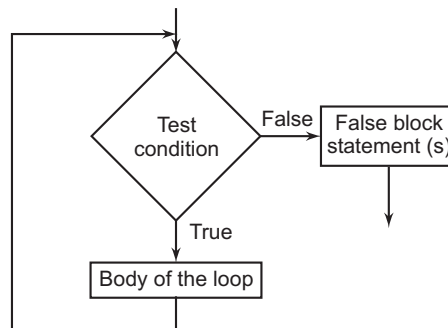 Test
condition
False
False block
statement (s)
True
Body of the loop